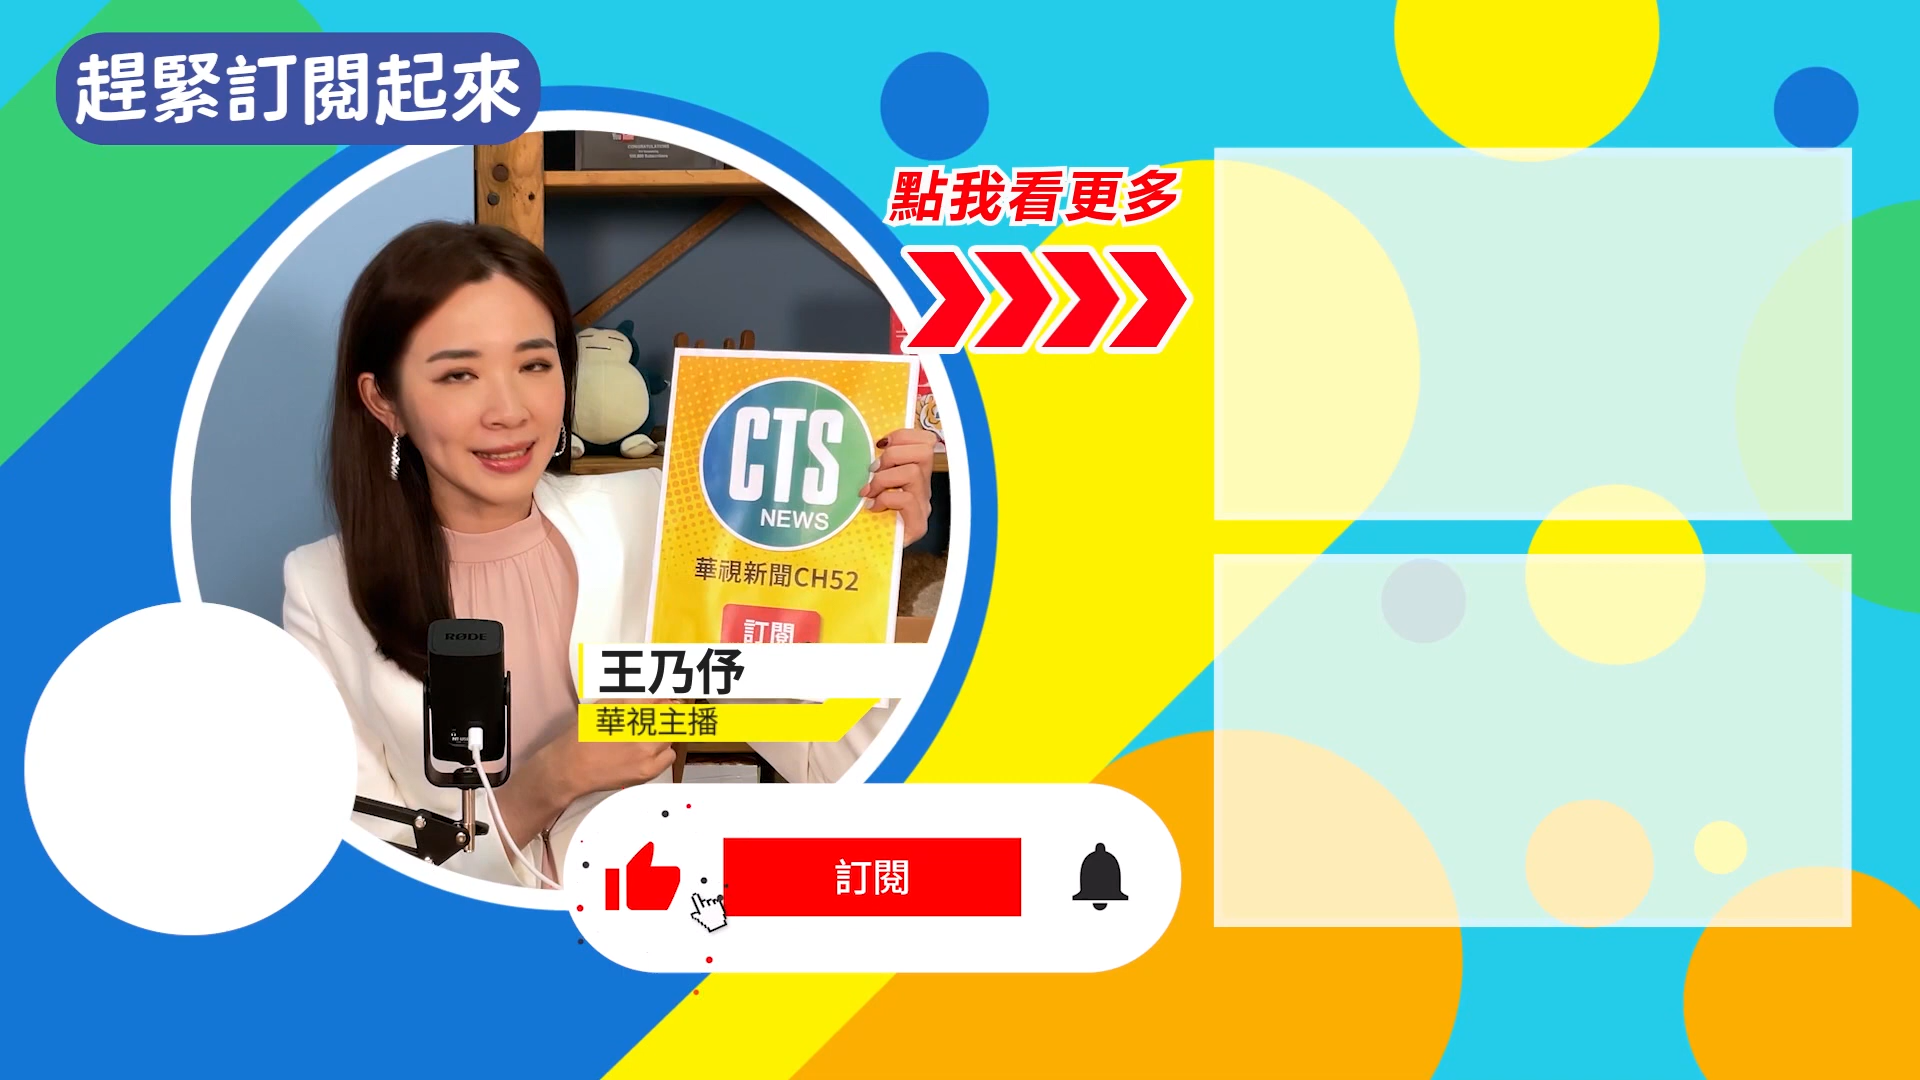 趕緊訂閱起來
CONGRATULATIONS
點我看更多
CTS
NEWS
華視新聞CH52
訂閱
RØDE
王乃伃
華視主播
訂閱